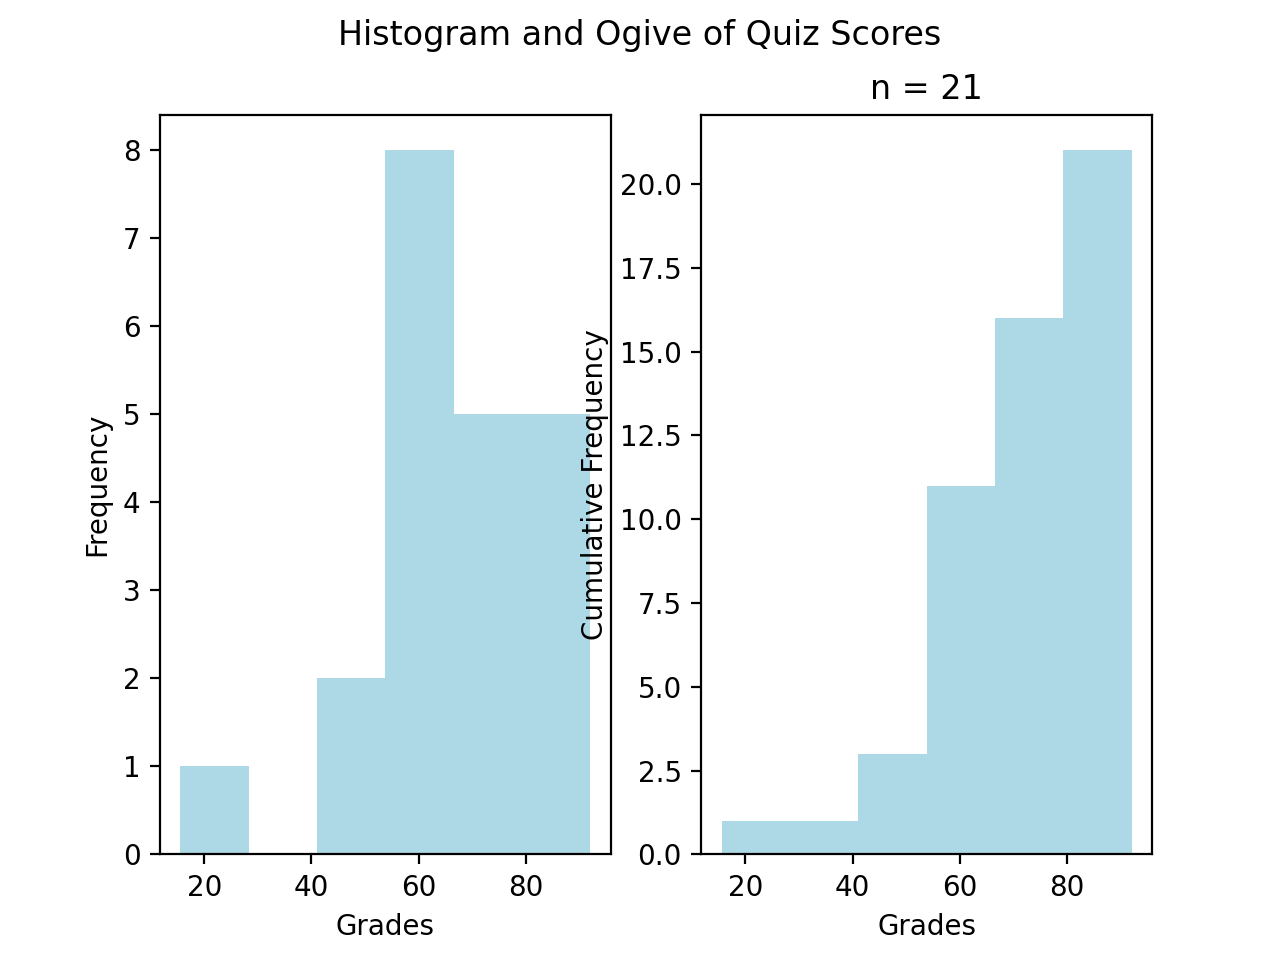 Histogram and Ogive of Quiz Scores
n = 21
Frequency
8
7
6
5
4
3
2
1
0
20 40 60 80
Grades
Cumulative Frequency
20.0
17.5
15.0
12.5
10.0
7.5
5.0
2.5
0.0
20 40 60 80
Grades